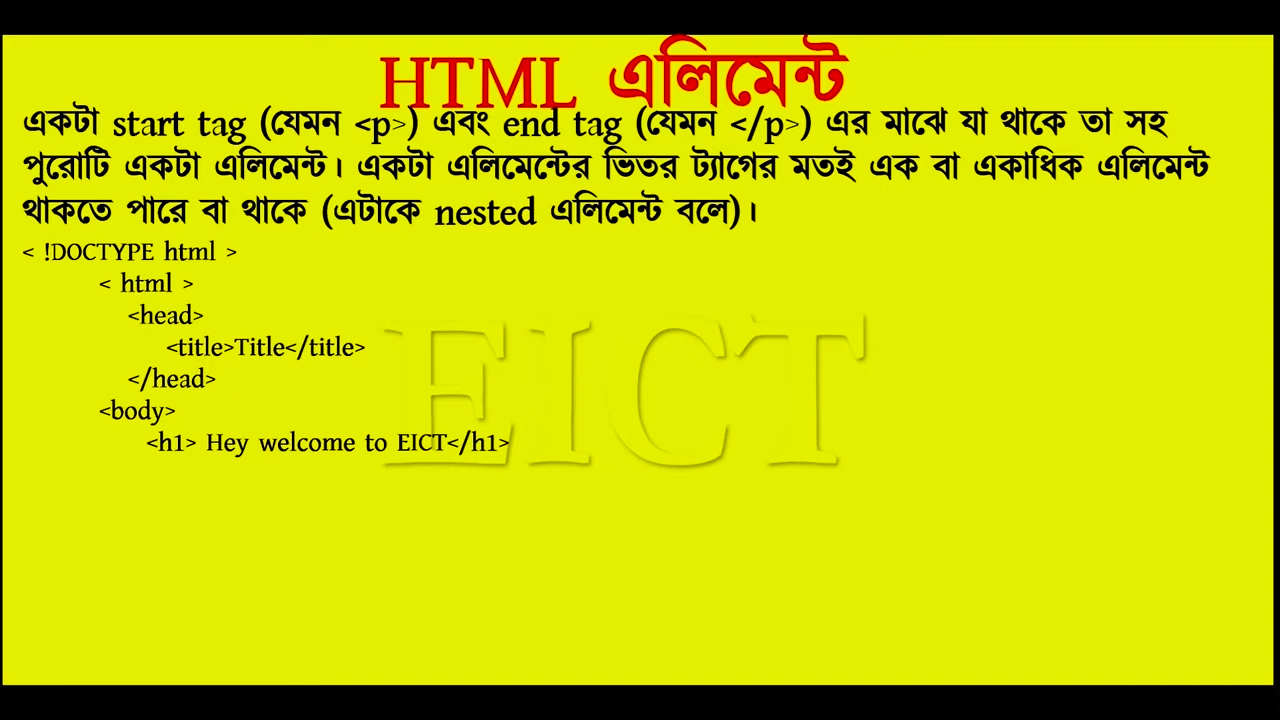 HTML এলিমেন্ট
একটা start tag (যেমন <p>) এবং end tag (যেমন </p>) এর মাঝে যা থাকে তা সহ
পুরোটি একটা এলিমেন্ট। একটা এলিমেন্টের ভিতর ট্যাগের মতই এক বা একাধিক এলিমেন্ট
থাকতে পারে বা থাকে (এটাকে nested এলিমেন্ট বলে)।
< !DOCTYPE html >
< html >
<head>
<title>Title</title>
</head>
<body>
<h1> Hey welcome to EICT</h1>
EICT